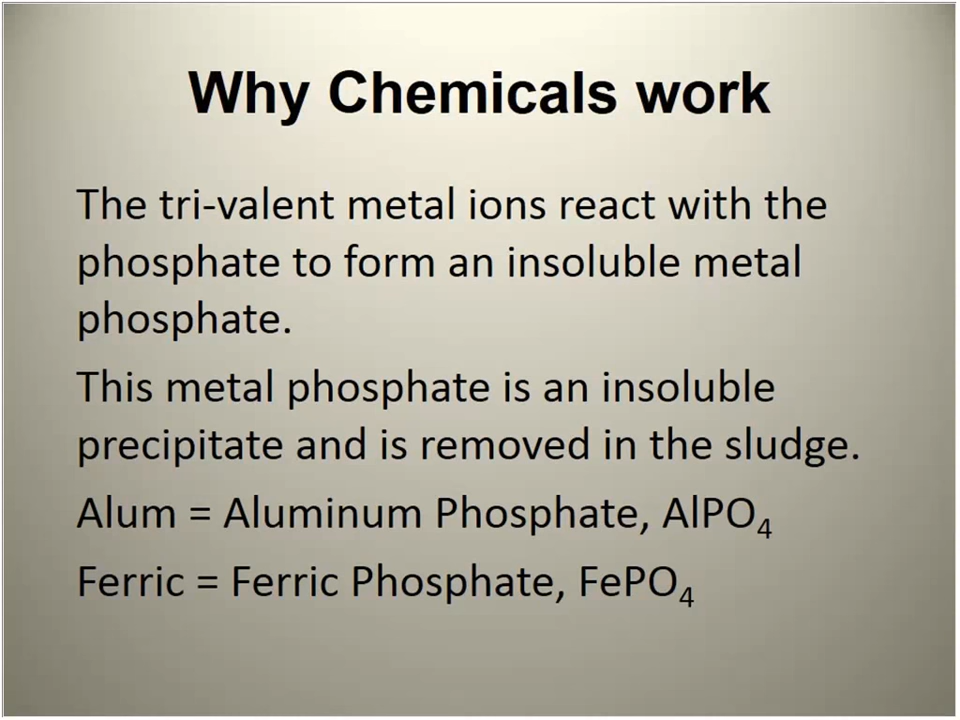 Why Chemicals work
The tri-valent metal ions react with the
phosphate to form an insoluble metal
phosphate.
This metal phosphate is an insoluble
precipitate and is removed in the sludge.
Alum = Aluminum Phosphate, AlPO₄
Ferric = Ferric Phosphate, FePO₄